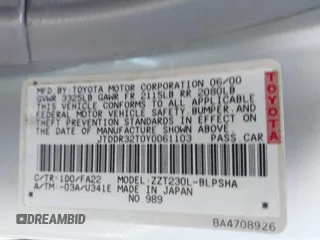 MFD. BY: TOYOTA MOTOR CORPORATION 06/00
GVWR 3325LB GAWR FR 2115LB RR 2080LB
THIS VEHICLE CONFORMS TO ALL APPLICABLE
FEDERAL MOTOR VEHICLE SAFETY, BUMPER, AND
THEFT PREVENTION STANDARDS IN EFFECT ON
THE DATE OF MANUFACTURE SHOWN ABOVE.
JTDDR32T0Y0061103 PASS. CAR
C/TR: 1D0/FA22 MODEL: ZZT230L-BLPSHA
A/TM: -03A/U341E MADE IN JAPAN
NO 989
TOYOTA
BA4708926
DREAMBID